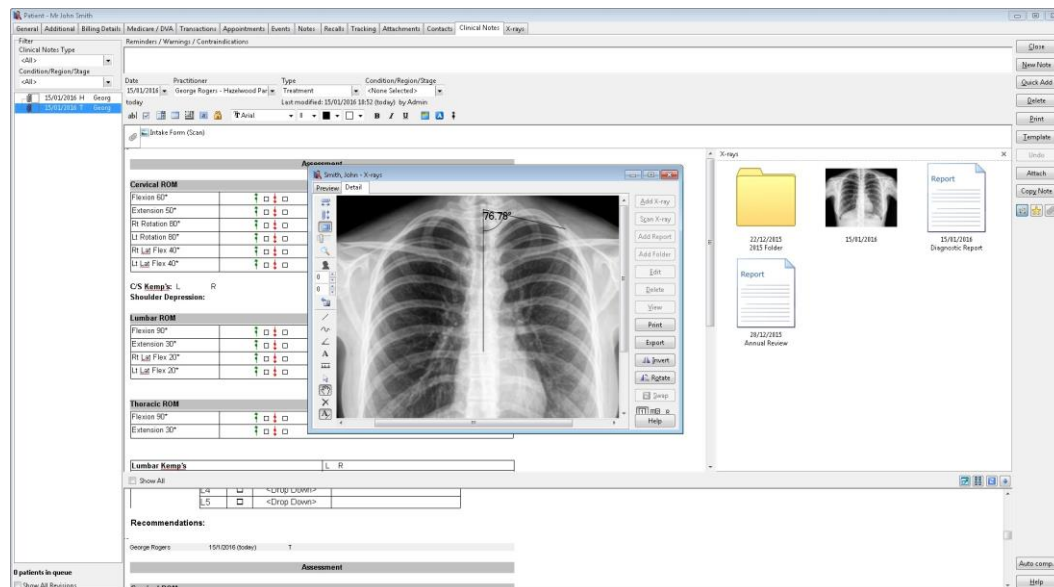 Patient - Mr John Smith
General Additional Billing Details Medicare / DVA Transactions Appointments Events Notes Recalls Tracking Attachments Contacts Clinical Notes X-rays
Filter
Clinical Notes Type
<All>
Condition/Region/Stage
<All>
15/01/2016 H Georg
15/01/2016 T Georg
Reminders / Warnings / Contraindications
Date Practitioner Type Condition/Region/Stage
15/01/2016 George Rogers - Hazelwood Par Treatment <None Selected>
today Last modified: 15/01/2016 18:52 (today) by Admin
abl Arial B I U
Intake Form (Scan)
Assessment
Cervical ROM
Flexion 60°
Extension 50°
Rt Rotation 80°
Lt Rotation 80°
Rt Lat Flex 40°
Lt Lat Flex 40°
C/S Kemp's: L R
Shoulder Depression:
Lumbar ROM
Flexion 90°
Extension 30°
Rt Lat Flex 20°
Lt Lat Flex 20°
Thoracic ROM
Flexion 90°
Extension 30°
Lumbar Kemp's L R
Smith, John - X-rays
Preview Detail
76.78°
0
0
A
Add X-ray
Scan X-ray
Add Report
Add Folder
Edit
Delete
View
Print
Export
Invert
Rotate
Swap
Help
X-rays
22/12/2015
2015 Folder
15/01/2016
Report
15/01/2016
Diagnostic Report
Report
20/12/2015
Annual Review
Close
New Note
Quick Add
Delete
Print
Template
Undo
Attach
Copy Note
Show All
L4 <Drop Down>
L5 <Drop Down>
Recommendations:
George Rogers 15/1/2016 (today) T
Assessment
0 patients in queue
Show All Revisions
Auto comp.
Help